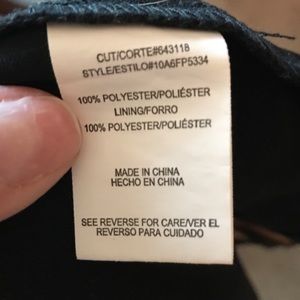 CUT/CORTE#643118
STYLE/ESTILO#10A6FP5334
100% POLYESTER/POLIÉSTER
LINING/FORRO
100% POLYESTER/POLIÉSTER
MADE IN CHINA
HECHO EN CHINA
SEE REVERSE FOR CARE/VER EL
REVERSO PARA CUIDADO